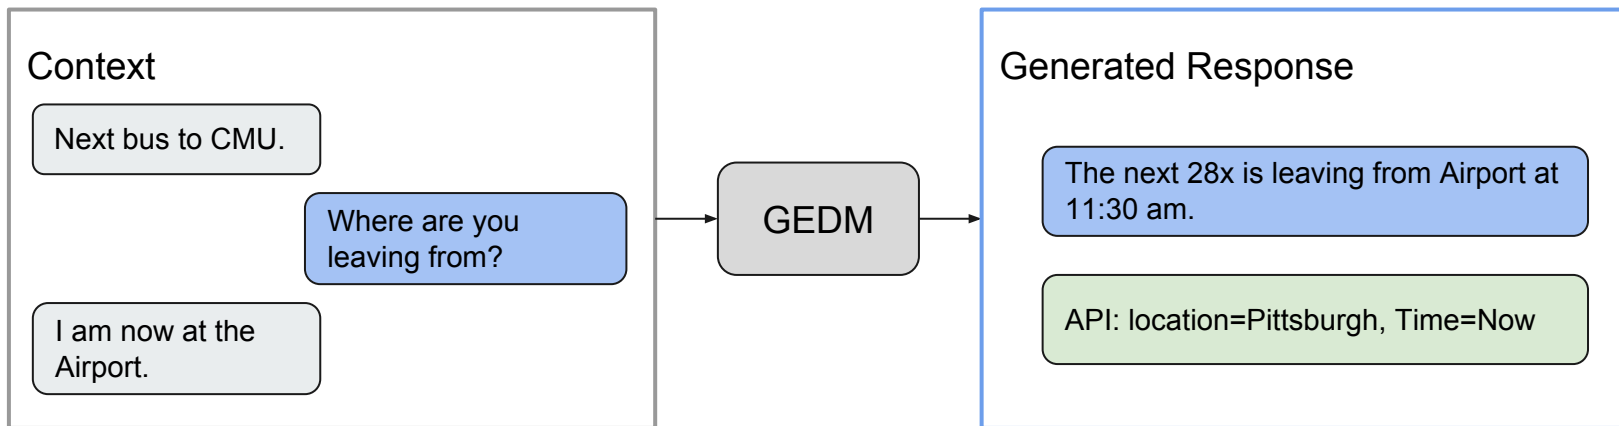 Context
Next bus to CMU.
Where are you
leaving from?
I am now at the
Airport.
GEDM
Generated Response
The next 28x is leaving from Airport at
11:30 am.
API: location=Pittsburgh, Time=Now